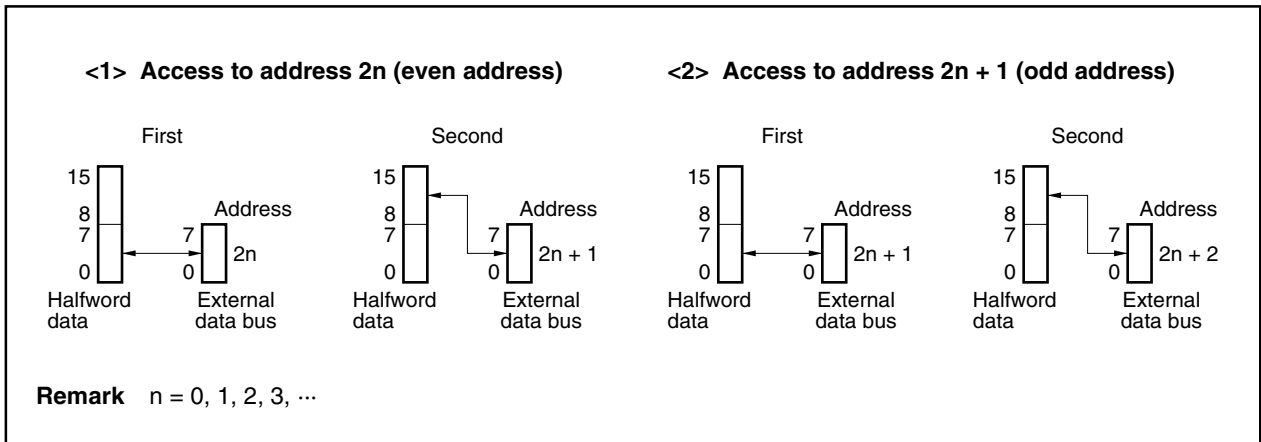 <1> Access to address 2n (even address)
<2> Access to address 2n + 1 (odd address)
First
15
8
7
0
Halfword
data
Address
7
2n
0
External
data bus
Second
15
8
7
0
Halfword
data
Address
7
2n + 1
0
External
data bus
First
15
8
7
0
Halfword
data
Address
7
2n + 1
0
External
data bus
Second
15
8
7
0
Halfword
data
Address
7
2n + 2
0
External
data bus
Remark n = 0, 1, 2, 3, ···